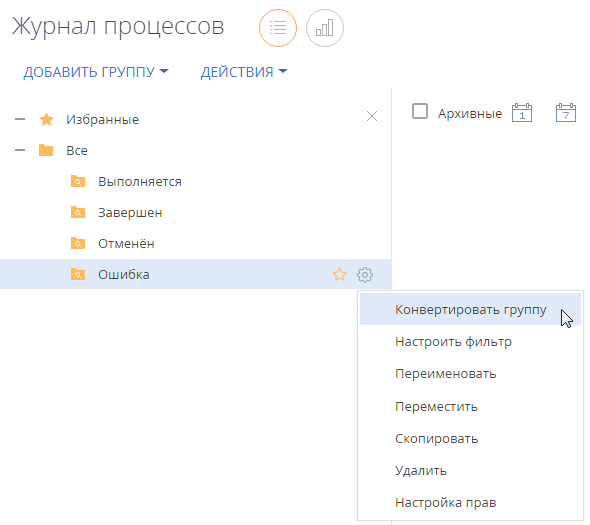 Журнал процессов
ДОБАВИТЬ ГРУППУ ДЕЙСТВИЯ
Избранные
Архивные 1 7
Все
Выполняется
Завершен
Отменён
Ошибка
Конвертировать группу
Настроить фильтр
Переименовать
Переместить
Скопировать
Удалить
Настройка прав